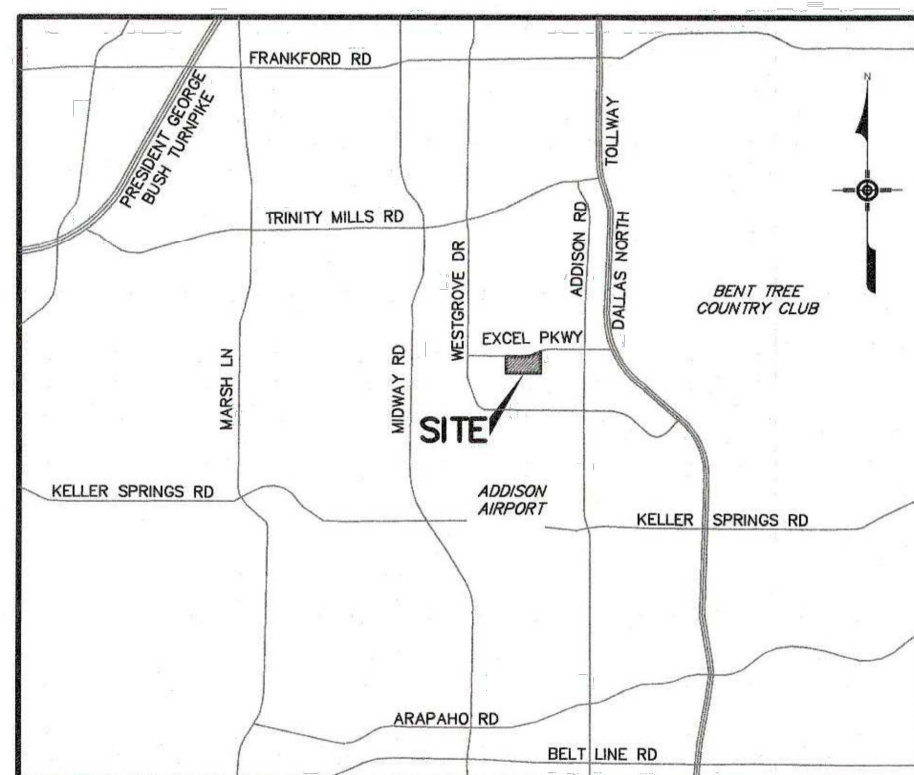 FRANKFORD RD
PRESIDENT GEORGE
BUSH TURNPIKE
TOLLWAY
N
TRINITY MILLS RD
ADDISON RD
WESTGROVE DR
DALLAS NORTH
BENT TREE
COUNTRY CLUB
EXCEL PKWY
MARSH LN
MIDWAY RD
SITE
KELLER SPRINGS RD
ADDISON
AIRPORT
KELLER SPRINGS RD
ARAPAHO RD
BELT LINE RD